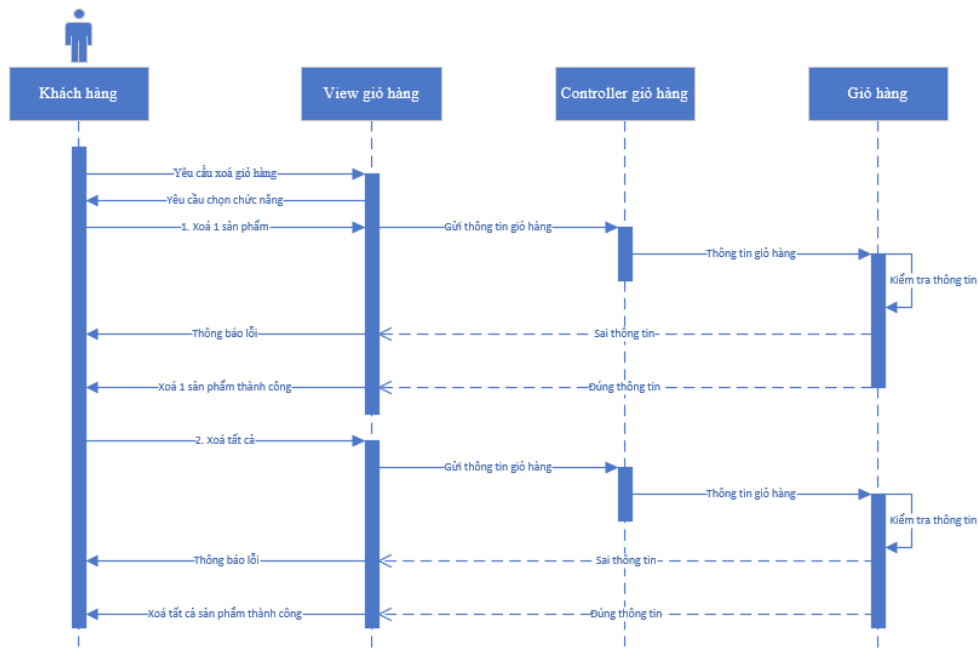 Khách hàng
View giỏ hàng
Controller giỏ hàng
Giỏ hàng
Yêu cầu xoá giỏ hàng
Yêu cầu chọn chức năng
1. Xoá 1 sản phẩm
Gửi thông tin giỏ hàng
Thông tin giỏ hàng
Kiểm tra thông tin
Thông báo lỗi
Sai thông tin
Xoá 1 sản phẩm thành công
Đúng thông tin
2. Xoá tất cả
Gửi thông tin giỏ hàng
Thông tin giỏ hàng
Kiểm tra thông tin
Thông báo lỗi
Sai thông tin
Xoá tất cả sản phẩm thành công
Đúng thông tin